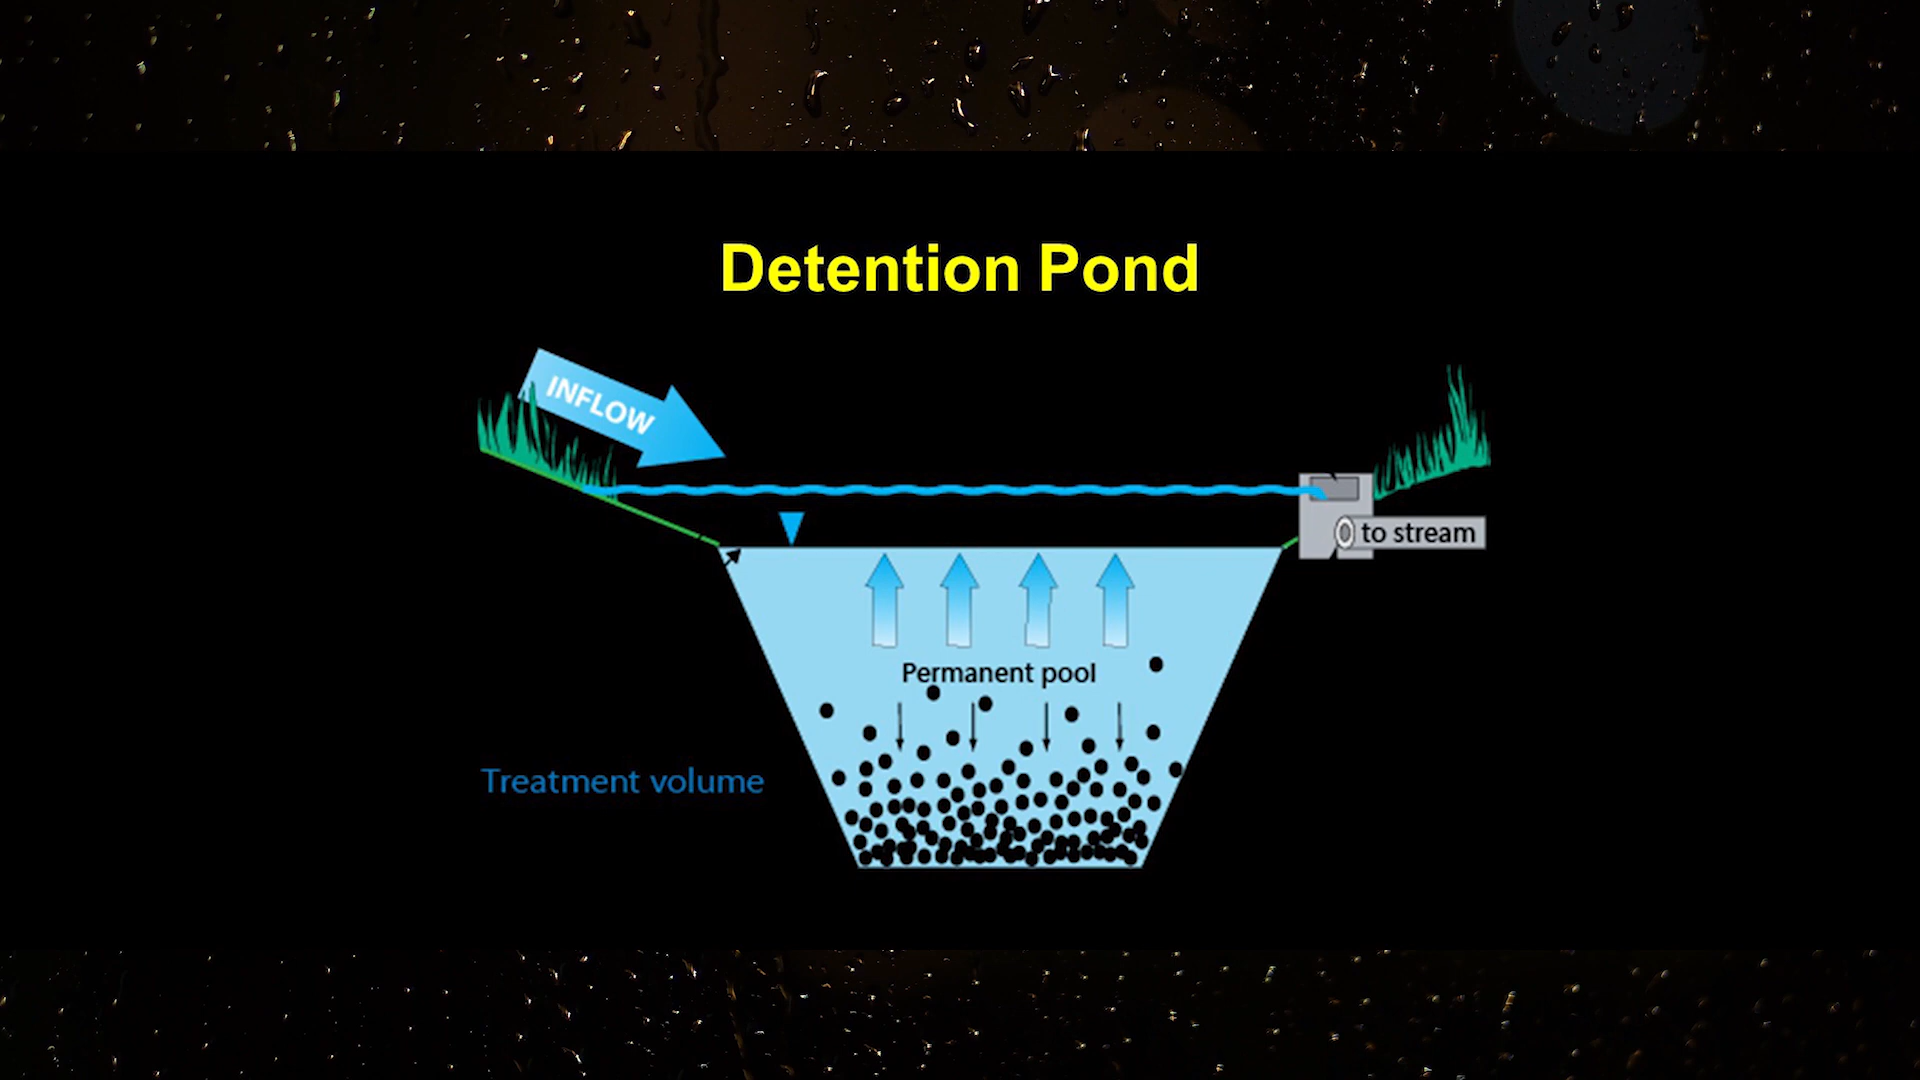 Detention Pond
INFLOW
to stream
Permanent pool
Treatment volume